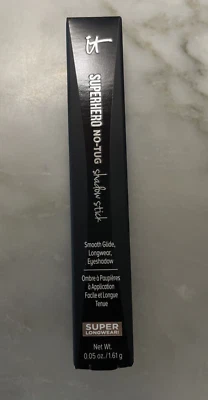 it
SUPERHERO NO-TUG shadow stick
Smooth Glide,
Longwear,
Eyeshadow
Ombre à Paupières
à Application
Facile et Longue
Tenue
SUPER
LONGWEAR!
Net Wt.
0.05 oz./1.61 g